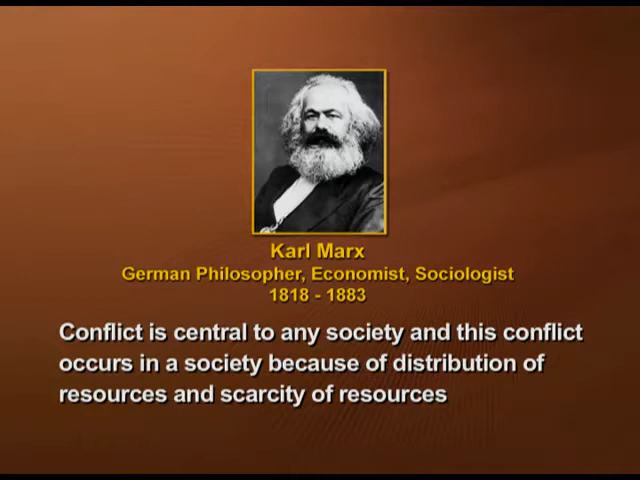 Karl Marx
German Philosopher, Economist, Sociologist
1818 - 1883
Conflict is central to any society and this conflict
occurs in a society because of distribution of
resources and scarcity of resources